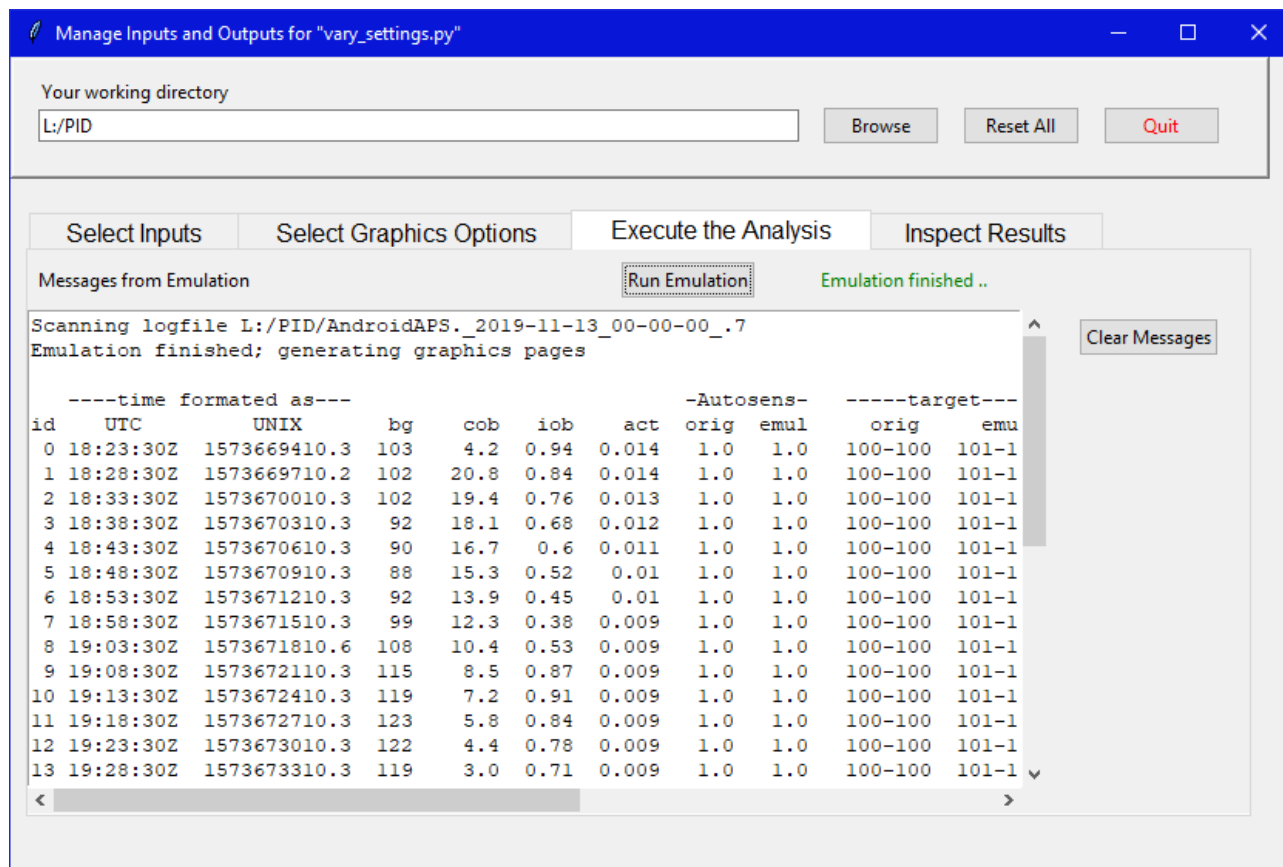 Manage Inputs and Outputs for "vary_settings.py"
Your working directory
L:/PID Browse Reset All Quit
Select Inputs Select Graphics Options Execute the Analysis Inspect Results
Messages from Emulation Run Emulation Emulation finished ..
Clear Messages
Scanning logfile L:/PID/AndroidAPS._2019-11-13_00-00-00_.7
Emulation finished; generating graphics pages
----time formated as--- -Autosens- -----target---
id UTC UNIX bg cob iob act orig emul orig emu
0 18:23:30Z 1573669410.3 103 4.2 0.94 0.014 1.0 1.0 100-100 101-1
1 18:28:30Z 1573669710.2 102 20.8 0.84 0.014 1.0 1.0 100-100 101-1
2 18:33:30Z 1573670010.3 102 19.4 0.76 0.013 1.0 1.0 100-100 101-1
3 18:38:30Z 1573670310.3 92 18.1 0.68 0.012 1.0 1.0 100-100 101-1
4 18:43:30Z 1573670610.3 90 16.7 0.6 0.011 1.0 1.0 100-100 101-1
5 18:48:30Z 1573670910.3 88 15.3 0.52 0.01 1.0 1.0 100-100 101-1
6 18:53:30Z 1573671210.3 92 13.9 0.45 0.01 1.0 1.0 100-100 101-1
7 18:58:30Z 1573671510.3 99 12.3 0.38 0.009 1.0 1.0 100-100 101-1
8 19:03:30Z 1573671810.6 108 10.4 0.53 0.009 1.0 1.0 100-100 101-1
9 19:08:30Z 1573672110.3 115 8.5 0.87 0.009 1.0 1.0 100-100 101-1
10 19:13:30Z 1573672410.3 119 7.2 0.91 0.009 1.0 1.0 100-100 101-1
11 19:18:30Z 1573672710.3 123 5.8 0.84 0.009 1.0 1.0 100-100 101-1
12 19:23:30Z 1573673010.3 122 4.4 0.78 0.009 1.0 1.0 100-100 101-1
13 19:28:30Z 1573673310.3 119 3.0 0.71 0.009 1.0 1.0 100-100 101-1